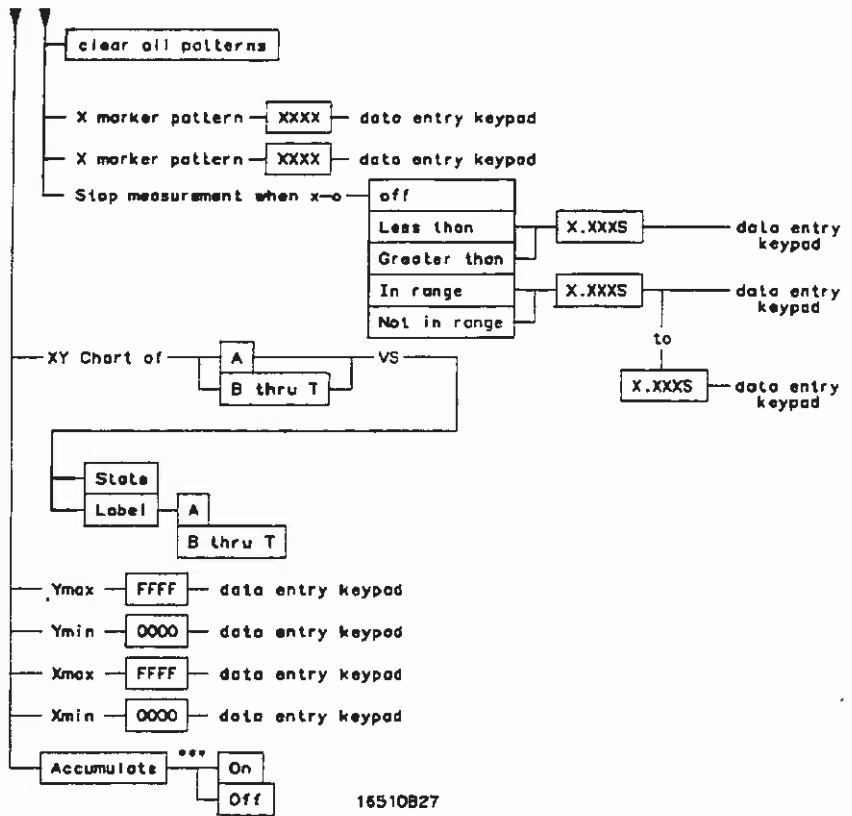 clear all patterns
X marker pattern XXXX data entry keypad
X marker pattern XXXX data entry keypad
Stop measurement when x-o off
Less than X.XXXS data entry keypad
Greater than
In range X.XXXS data entry keypad
Not in range
to
X.XXXS data entry keypad
XY Chart of A VS
B thru T
State
Label A
B thru T
Ymax FFFF data entry keypad
Ymin 0000 data entry keypad
Xmax FFFF data entry keypad
Xmin 0000 data entry keypad
Accumulate *** On
Off
16510B27